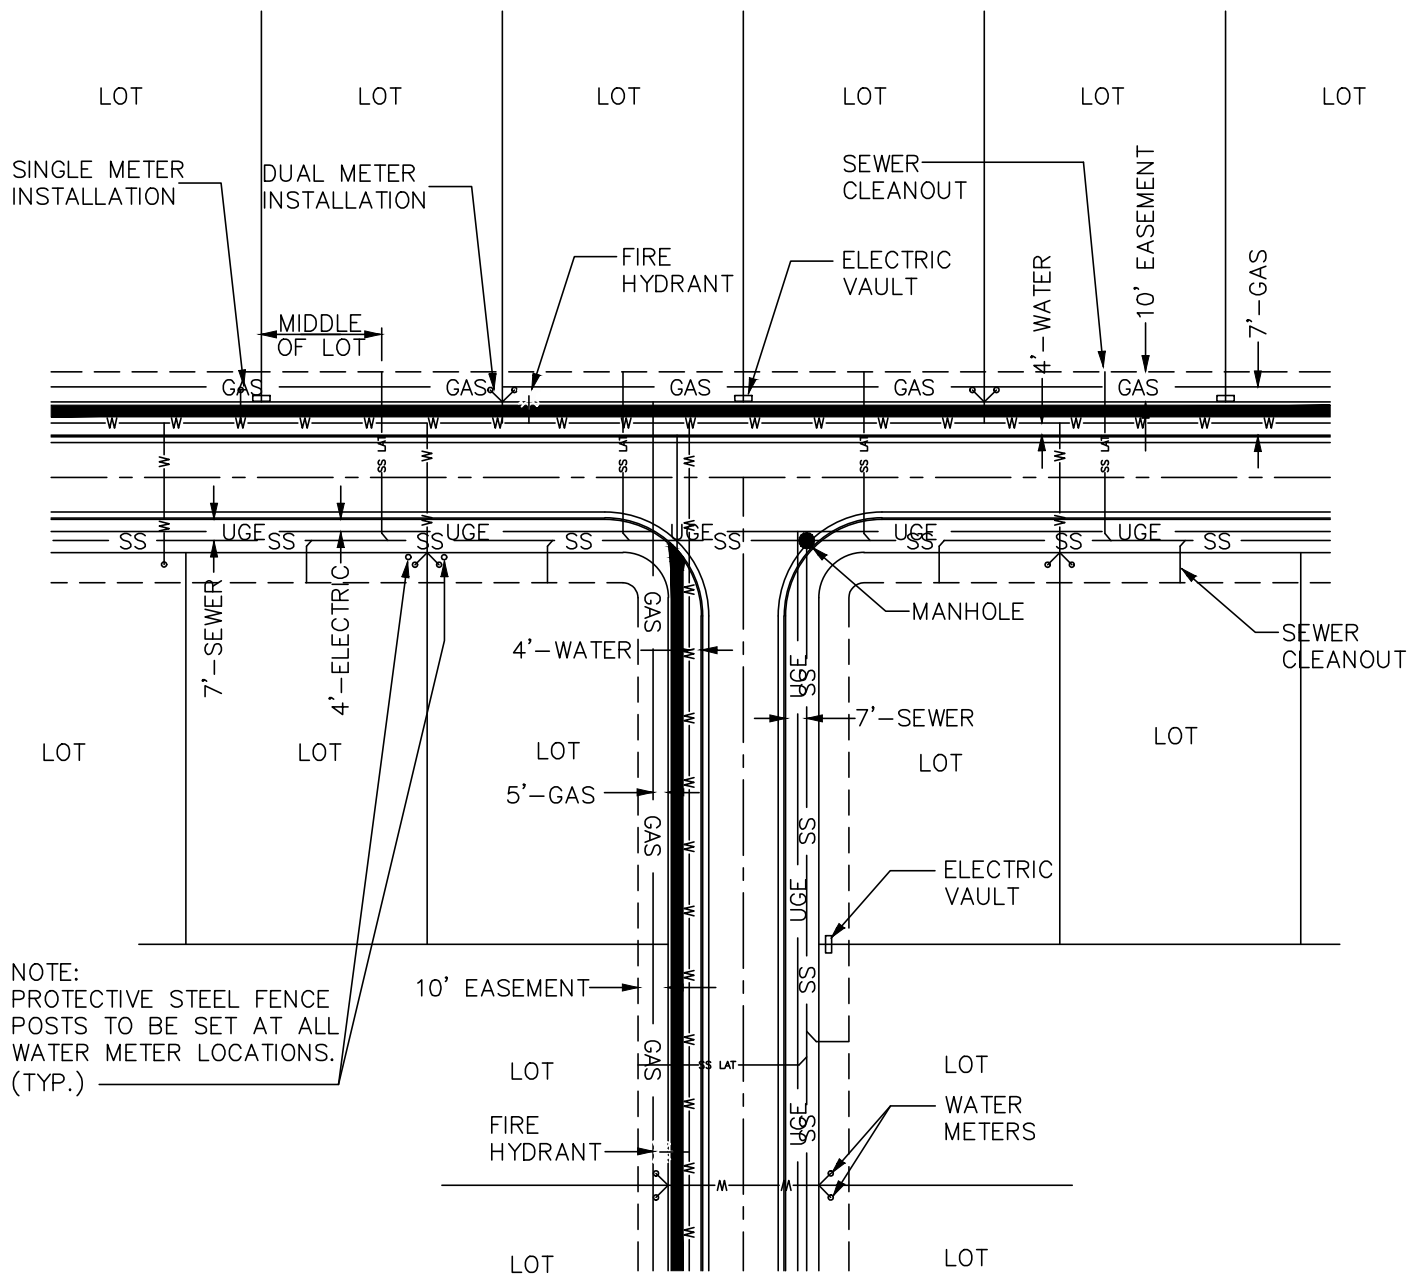 LOT
LOT
LOT
LOT
LOT
LOT
SINGLE METER
INSTALLATION
DUAL METER
INSTALLATION
FIRE
HYDRANT
ELECTRIC
VAULT
SEWER
CLEANOUT
4'-WATER
10' EASEMENT
7'-GAS
MIDDLE
OF LOT
GAS
GAS
GAS
GAS
GAS
W W W W W W W W W W W W W W W W W W W
SS LAT
SS LAT
SS LAT
SS LAT
W
W
W
W
W
W
W
UGE
UGE
UGE
UGE
UGE
SS
SS
SS
SS
SS
SS
SS
SS
7'-SEWER
4'-ELECTRIC
GAS
4'-WATER
UGE
SS
MANHOLE
SEWER
CLEANOUT
W
W
W
7'-SEWER
LOT
LOT
LOT
LOT
LOT
5'-GAS
W
GAS
W
SS
UGE
W
ELECTRIC
VAULT
NOTE:
PROTECTIVE STEEL FENCE
POSTS TO BE SET AT ALL
WATER METER LOCATIONS.
(TYP.)
10' EASEMENT
W
SS
W
GAS
SS LAT
LOT
LOT
W
UGE
SS
WATER
METERS
FIRE
HYDRANT
W
W
W
W
LOT
LOT